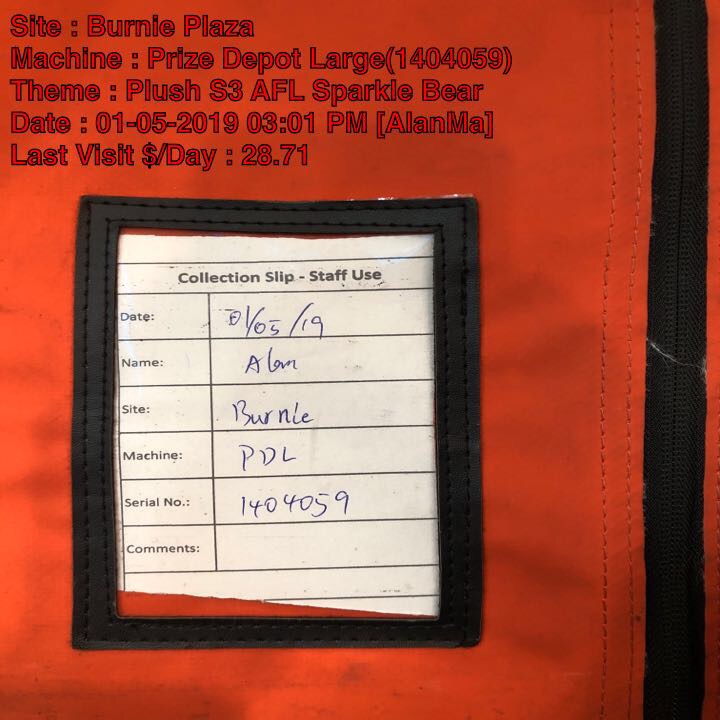 Site : Burnie Plaza
Machine : Prize Depot Large(1404059)
Theme : Plush S3 AFL Sparkle Bear
Date : 01-05-2019 03:01 PM [AlanMa]
Last Visit $/Day : 28.71
Collection Slip - Staff Use
Date: 01/05/19
Name: Alan
Site: Burnie
Machine: PDL
Serial No.: 1404059
Comments: